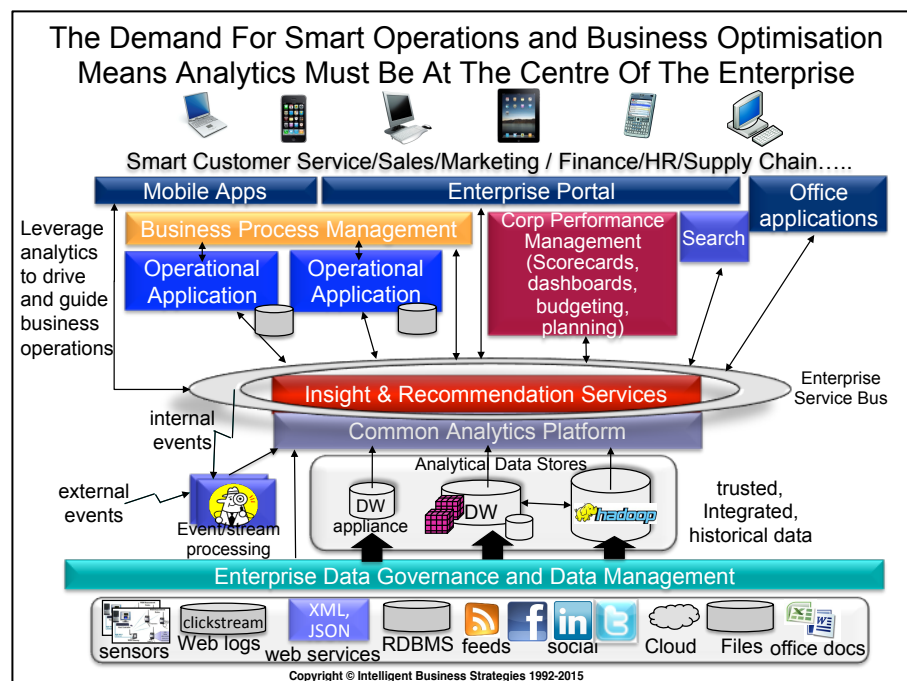 The Demand For Smart Operations and Business Optimisation
Means Analytics Must Be At The Centre Of The Enterprise
Smart Customer Service/Sales/Marketing / Finance/HR/Supply Chain…..
Mobile Apps
Enterprise Portal
Office
applications
Leverage
analytics
to drive
and guide
business
operations
Business Process Management
Operational
Application
Operational
Application
Corp Performance
Management
(Scorecards,
dashboards,
budgeting,
planning)
Search
Insight & Recommendation Services
Enterprise
Service Bus
Common Analytics Platform
internal
events
external
events
Event/stream
processing
Analytical Data Stores
DW
appliance
DW
hadoop
trusted,
Integrated,
historical data
Enterprise Data Governance and Data Management
sensors
clickstream
Web logs
XML,
JSON
web services
RDBMS
feeds
f
in
social
Cloud
Files
office docs
Copyright © Intelligent Business Strategies 1992-2015